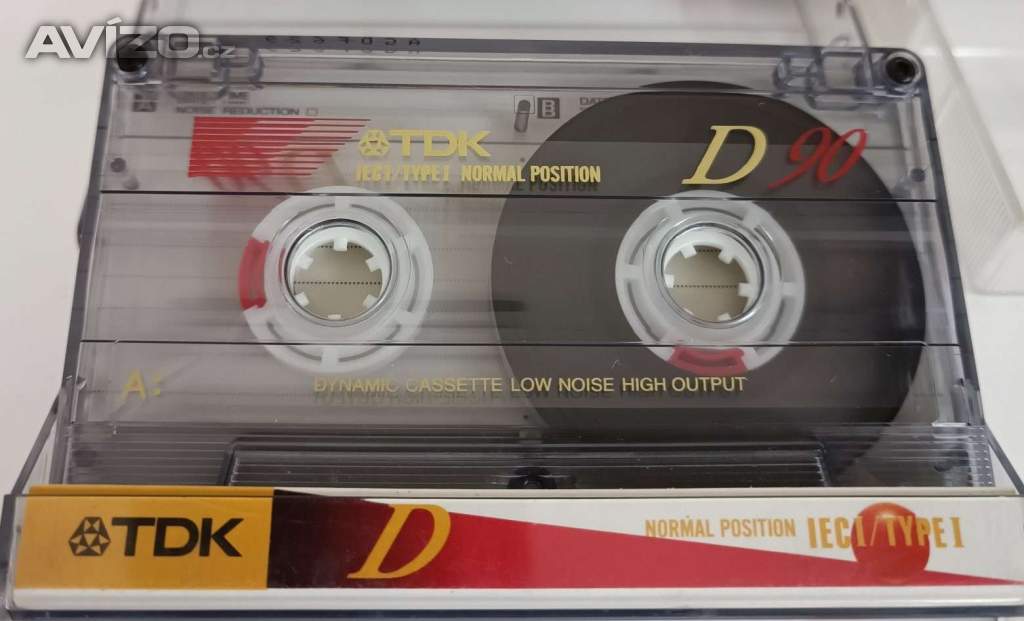 AVÍZO.cz
NOISE REDUCTION
B
TDK
D 90
IEC I / TYPE I NORMAL POSITION
A:
DYNAMIC CASSETTE LOW NOISE HIGH OUTPUT
TDK
D
NORMAL POSITION IEC I / TYPE I